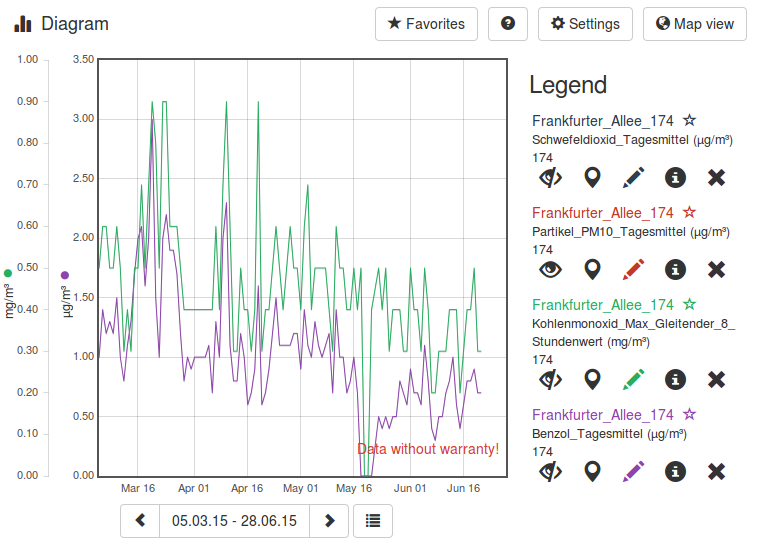 Diagram
Favorites
Settings
Map view
1.00
0.90
0.80
0.70
0.60
0.50
0.40
0.30
0.20
0.10
0.00
mg/m³
3.50
3.00
2.50
2.00
1.50
1.00
0.50
0.00
µg/m³
Data without warranty!
Mar 16 Apr 01 Apr 16 May 01 May 16 Jun 01 Jun 16
05.03.15 - 28.06.15
Legend
Frankfurter_Allee_174
Schwefeldioxid_Tagesmittel (µg/m³)
174
Frankfurter_Allee_174
Partikel_PM10_Tagesmittel (µg/m³)
174
Frankfurter_Allee_174
Kohlenmonoxid_Max_Gleitender_8_
Stundenwert (mg/m³)
174
Frankfurter_Allee_174
Benzol_Tagesmittel (µg/m³)
174